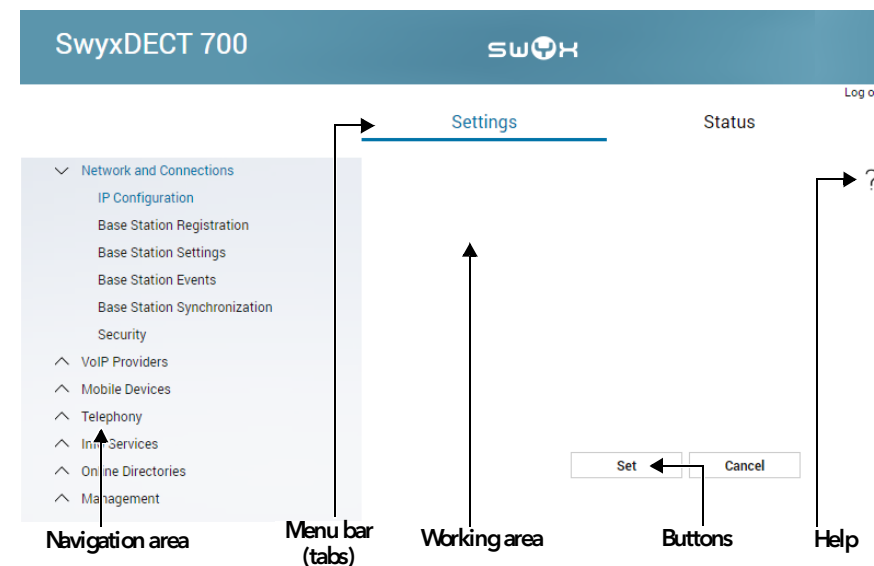 SwyxDECT 700
swyx
Log o
Settings
Status
?
Network and Connections
IP Configuration
Base Station Registration
Base Station Settings
Base Station Events
Base Station Synchronization
Security
VoIP Providers
Mobile Devices
Telephony
Info Services
Online Directories
Management
Set
Cancel
Navigation area
Menu bar
(tabs)
Working area
Buttons
Help